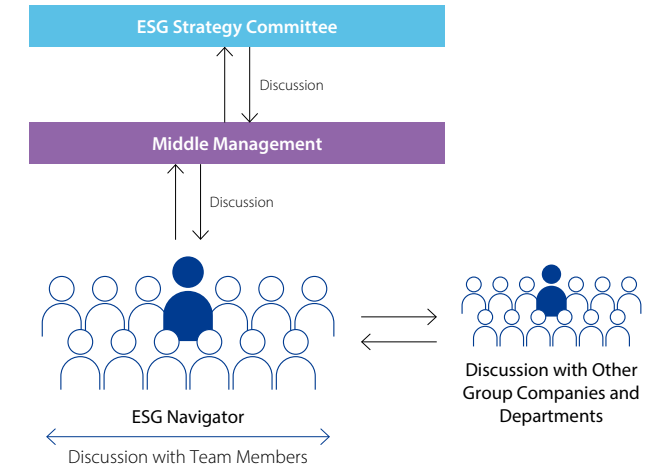 ESG Strategy Committee
Discussion
Middle Management
Discussion
ESG Navigator
Discussion with Team Members
Discussion with Other
Group Companies and
Departments